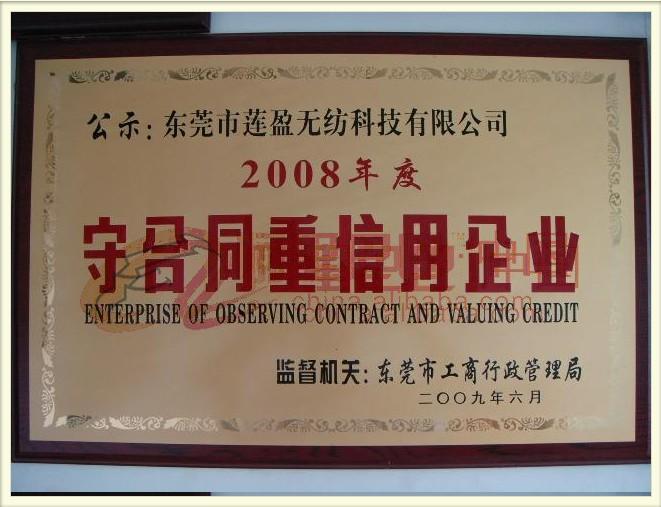 公示：东莞市莲盈无纺科技有限公司
2008年度
守合同重信用企业
ENTERPRISE OF OBSERVING CONTRACT AND VALUING CREDIT
监督机关：东莞市工商行政管理局
二〇〇九年六月
china.alibaba.com